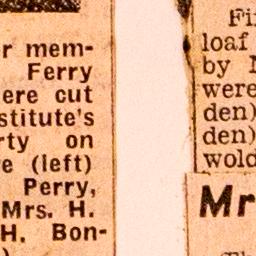 r mem-
Ferry
ere cut
stitute's
rty on
e (left)
Perry,
Mrs. H.
H. Bon-
Fi
loaf
by
were
den)
den)
wold
Mr